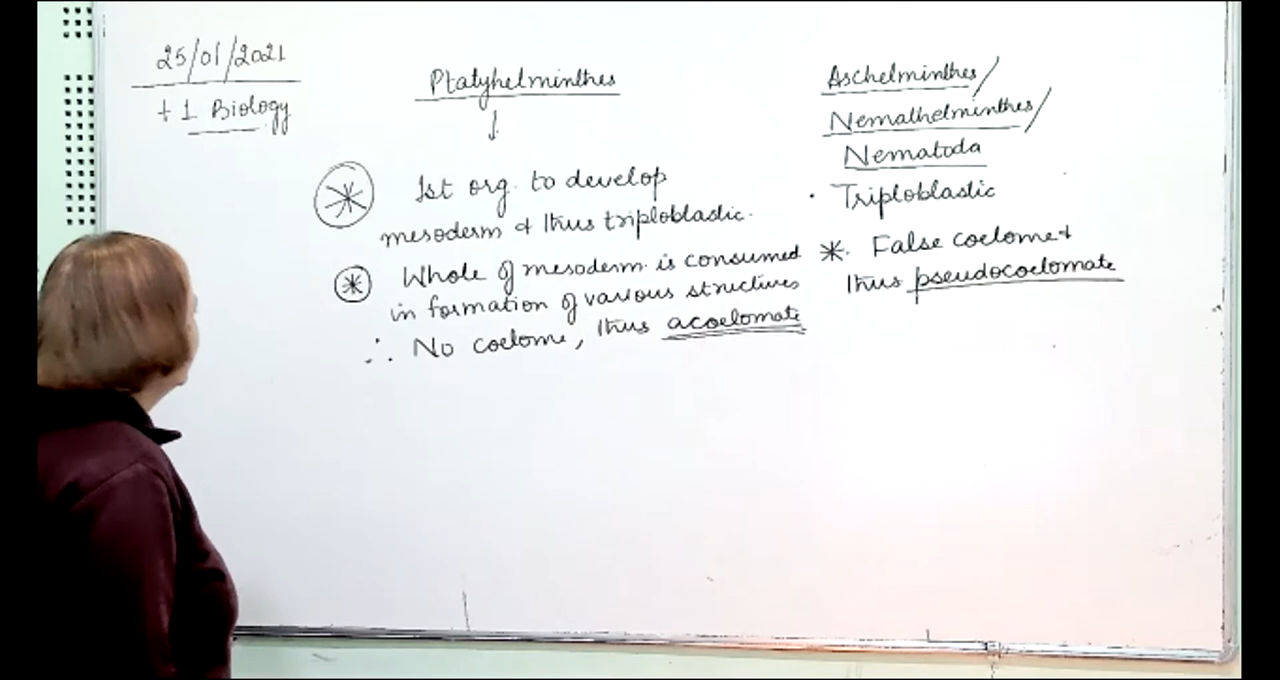 25/01/2021
+ 1 Biology
Platyhelminthes
↓
1st org. to develop
mesoderm & thus triploblastic.
Whole of mesoderm is consumed
in formation of various structures
∴ No coelome, thus acoelomate
Aschelminthes/
Nemathelminthes/
Nematoda
· Triploblastic
* False coelome &
thus pseudocoelomate